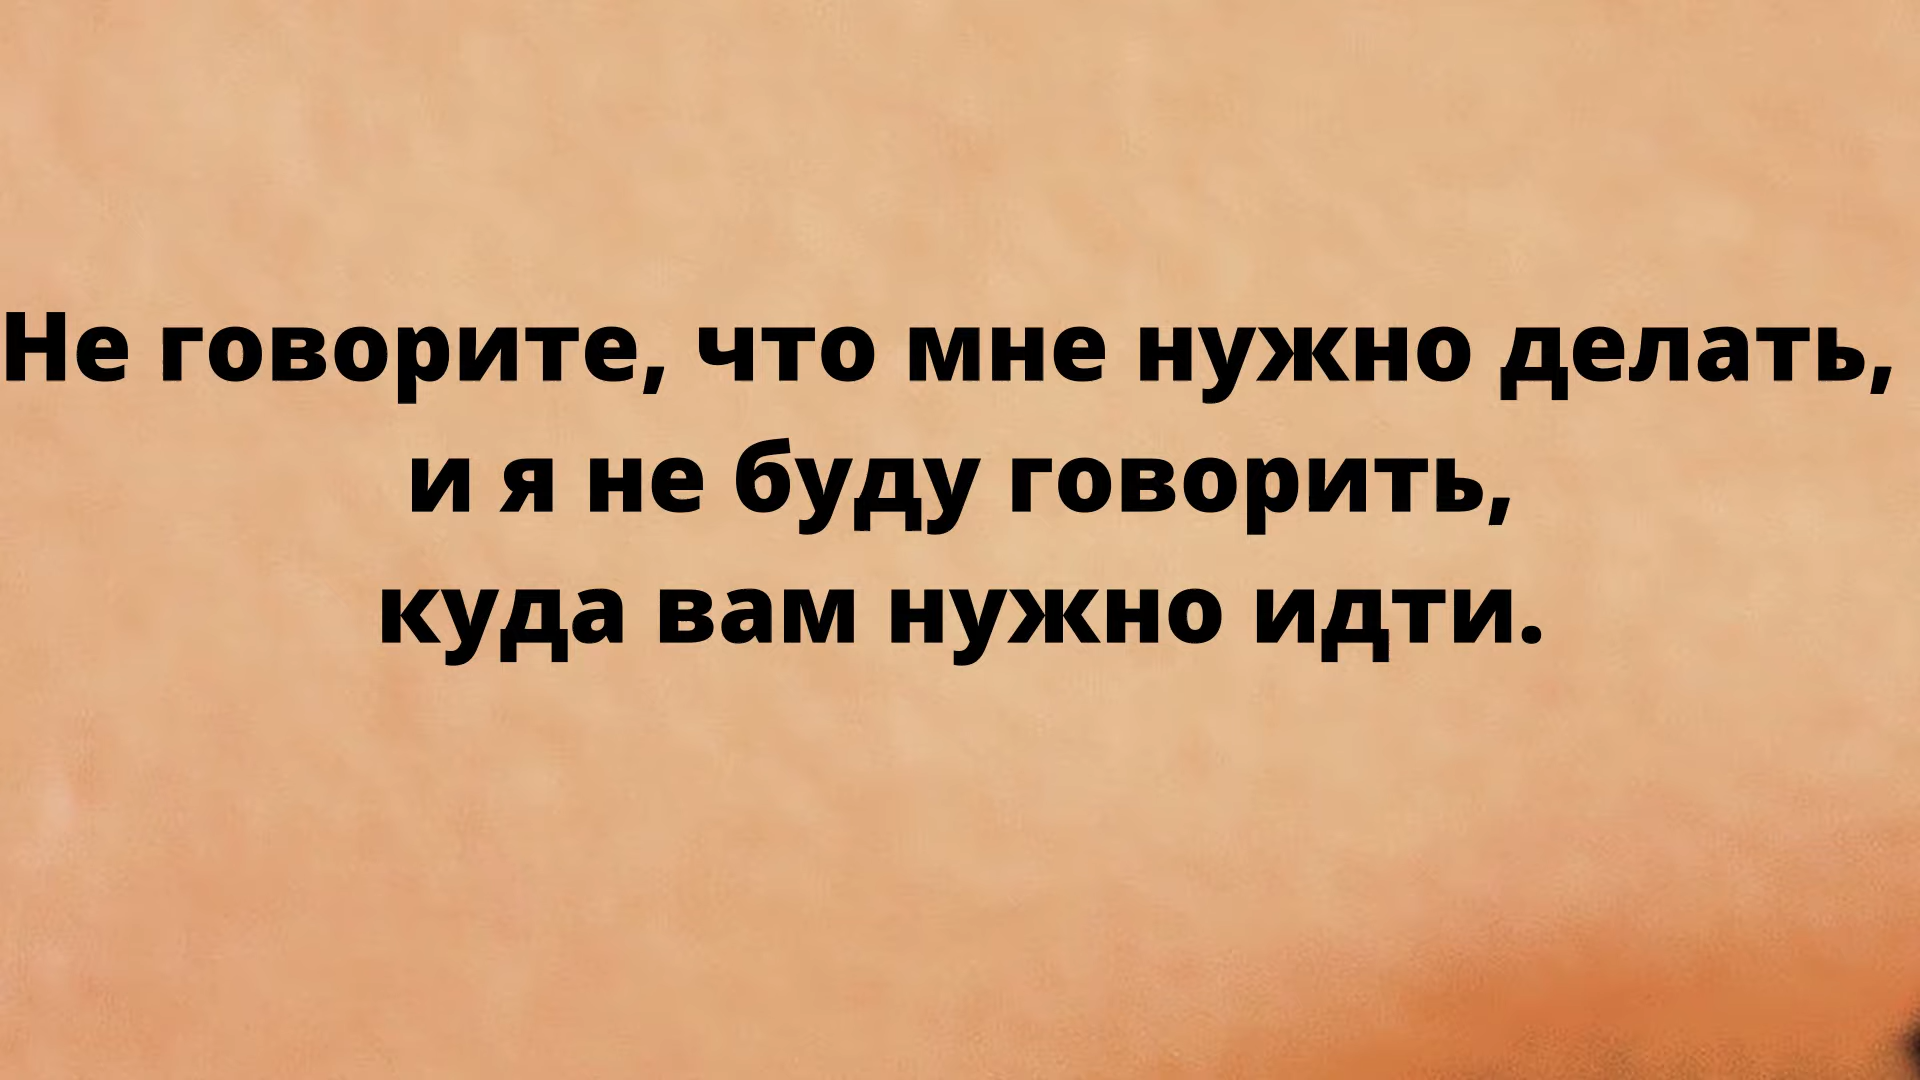 Не говорите, что мне нужно делать,
и я не буду говорить,
куда вам нужно идти.